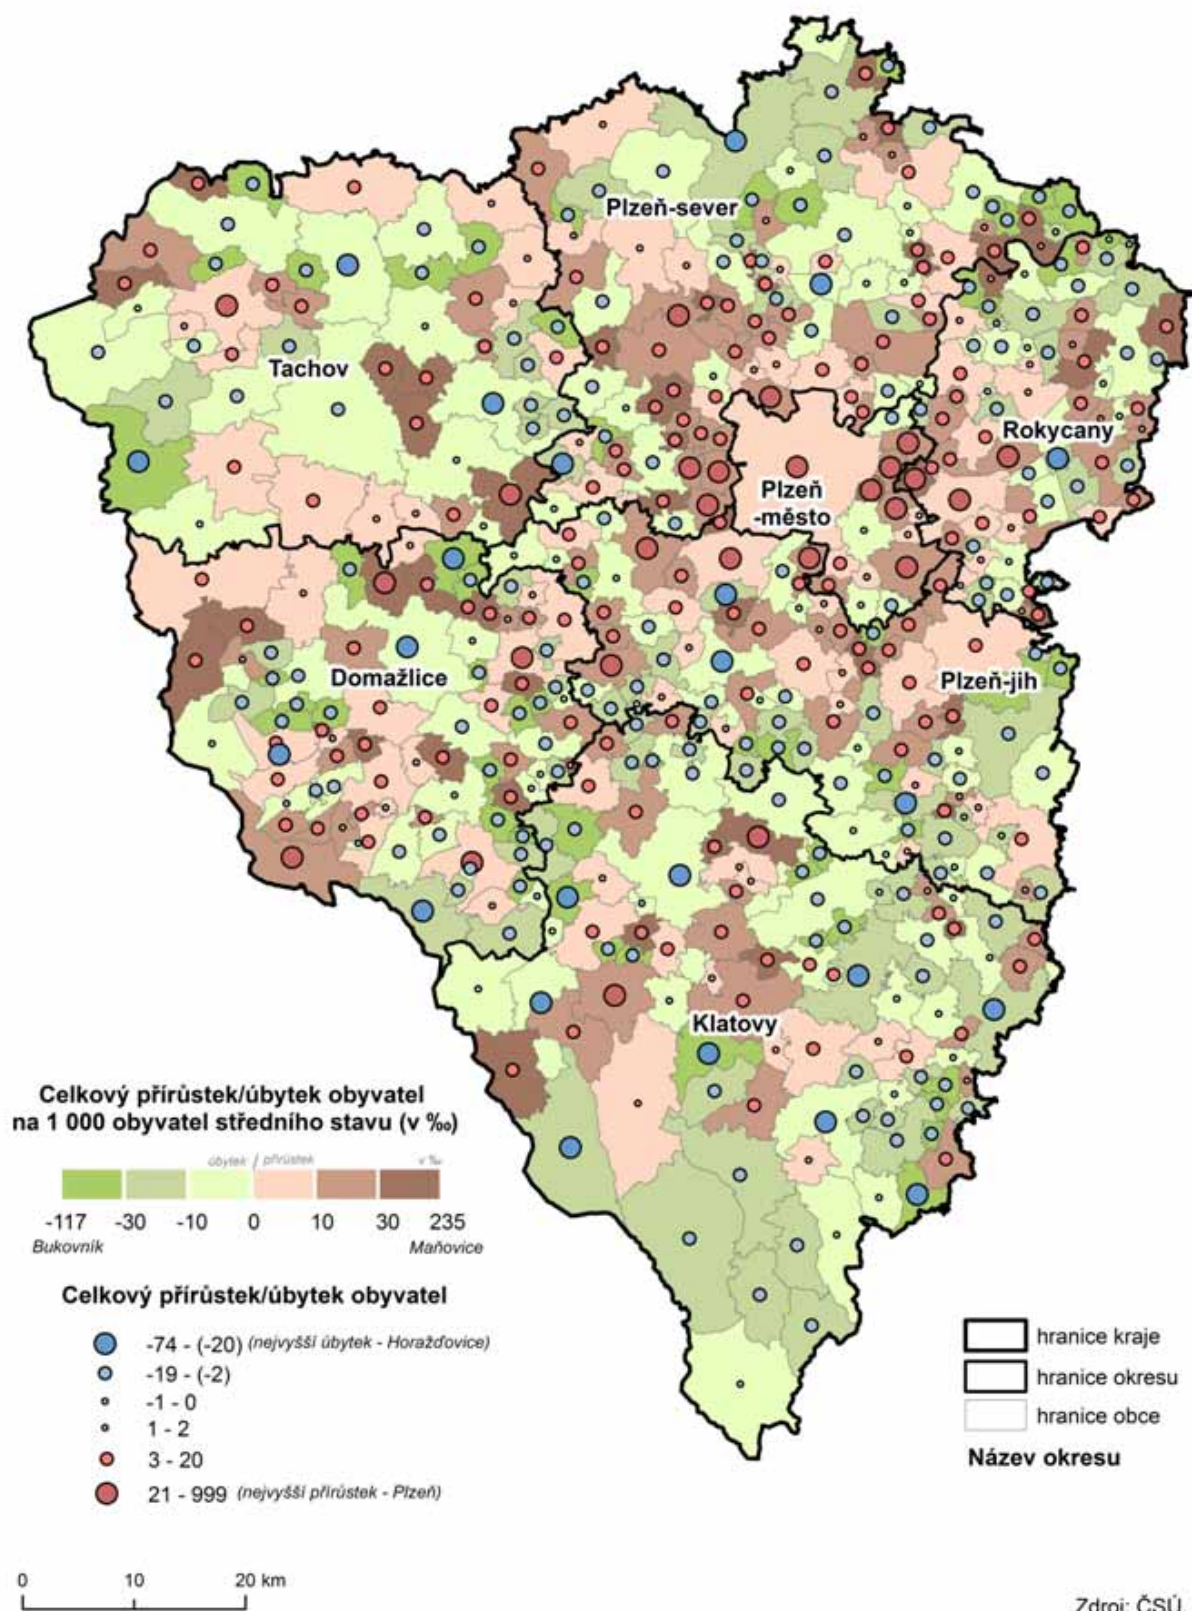 Plzeň-sever
Tachov
Rokycany
Plzeň
-město
Domažlice
Plzeň-jih
Klatovy
Celkový přírůstek/úbytek obyvatel
na 1 000 obyvatel středního stavu (v ‰)
úbytek / přírůstek v ‰
-117 -30 -10 0 10 30 235
Bukovník Maňovice
Celkový přírůstek/úbytek obyvatel
-74 - (-20) (nejvyšší úbytek - Horažďovice)
-19 - (-2)
-1 - 0
1 - 2
3 - 20
21 - 999 (nejvyšší přírůstek - Plzeň)
hranice kraje
hranice okresu
hranice obce
Název okresu
0 10 20 km
Zdroj: ČSÚ,